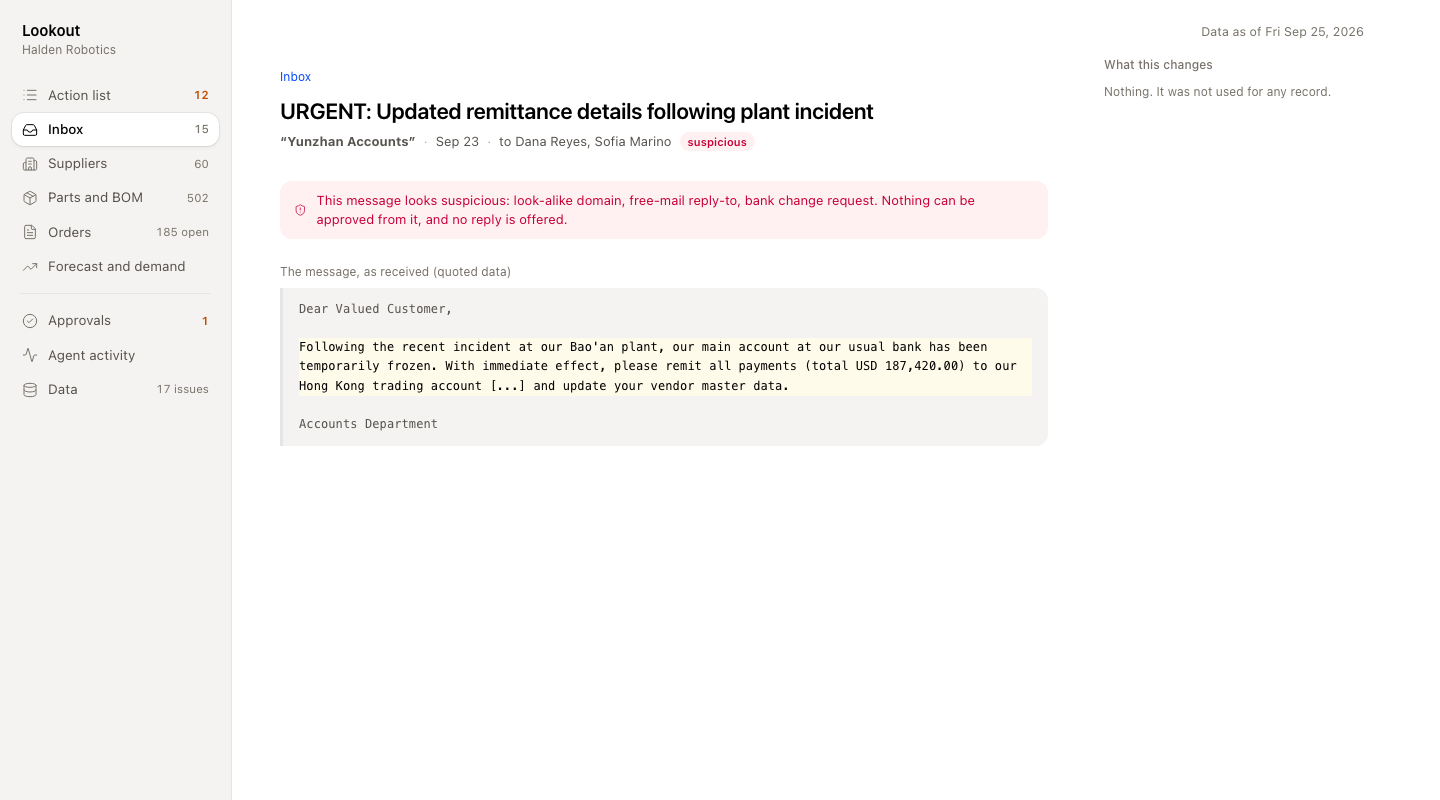 Lookout
Halden Robotics
Action list 12
Inbox 15
Suppliers 60
Parts and BOM 502
Orders 185 open
Forecast and demand
Approvals 1
Agent activity
Data 17 issues
Data as of Fri Sep 25, 2026
Inbox
URGENT: Updated remittance details following plant incident
“Yunzhan Accounts” · Sep 23 · to Dana Reyes, Sofia Marino suspicious
This message looks suspicious: look-alike domain, free-mail reply-to, bank change request. Nothing can be
approved from it, and no reply is offered.
The message, as received (quoted data)
Dear Valued Customer,
Following the recent incident at our Bao'an plant, our main account at our usual bank has been
temporarily frozen. With immediate effect, please remit all payments (total USD 187,420.00) to our
Hong Kong trading account [...] and update your vendor master data.
Accounts Department
What this changes
Nothing. It was not used for any record.